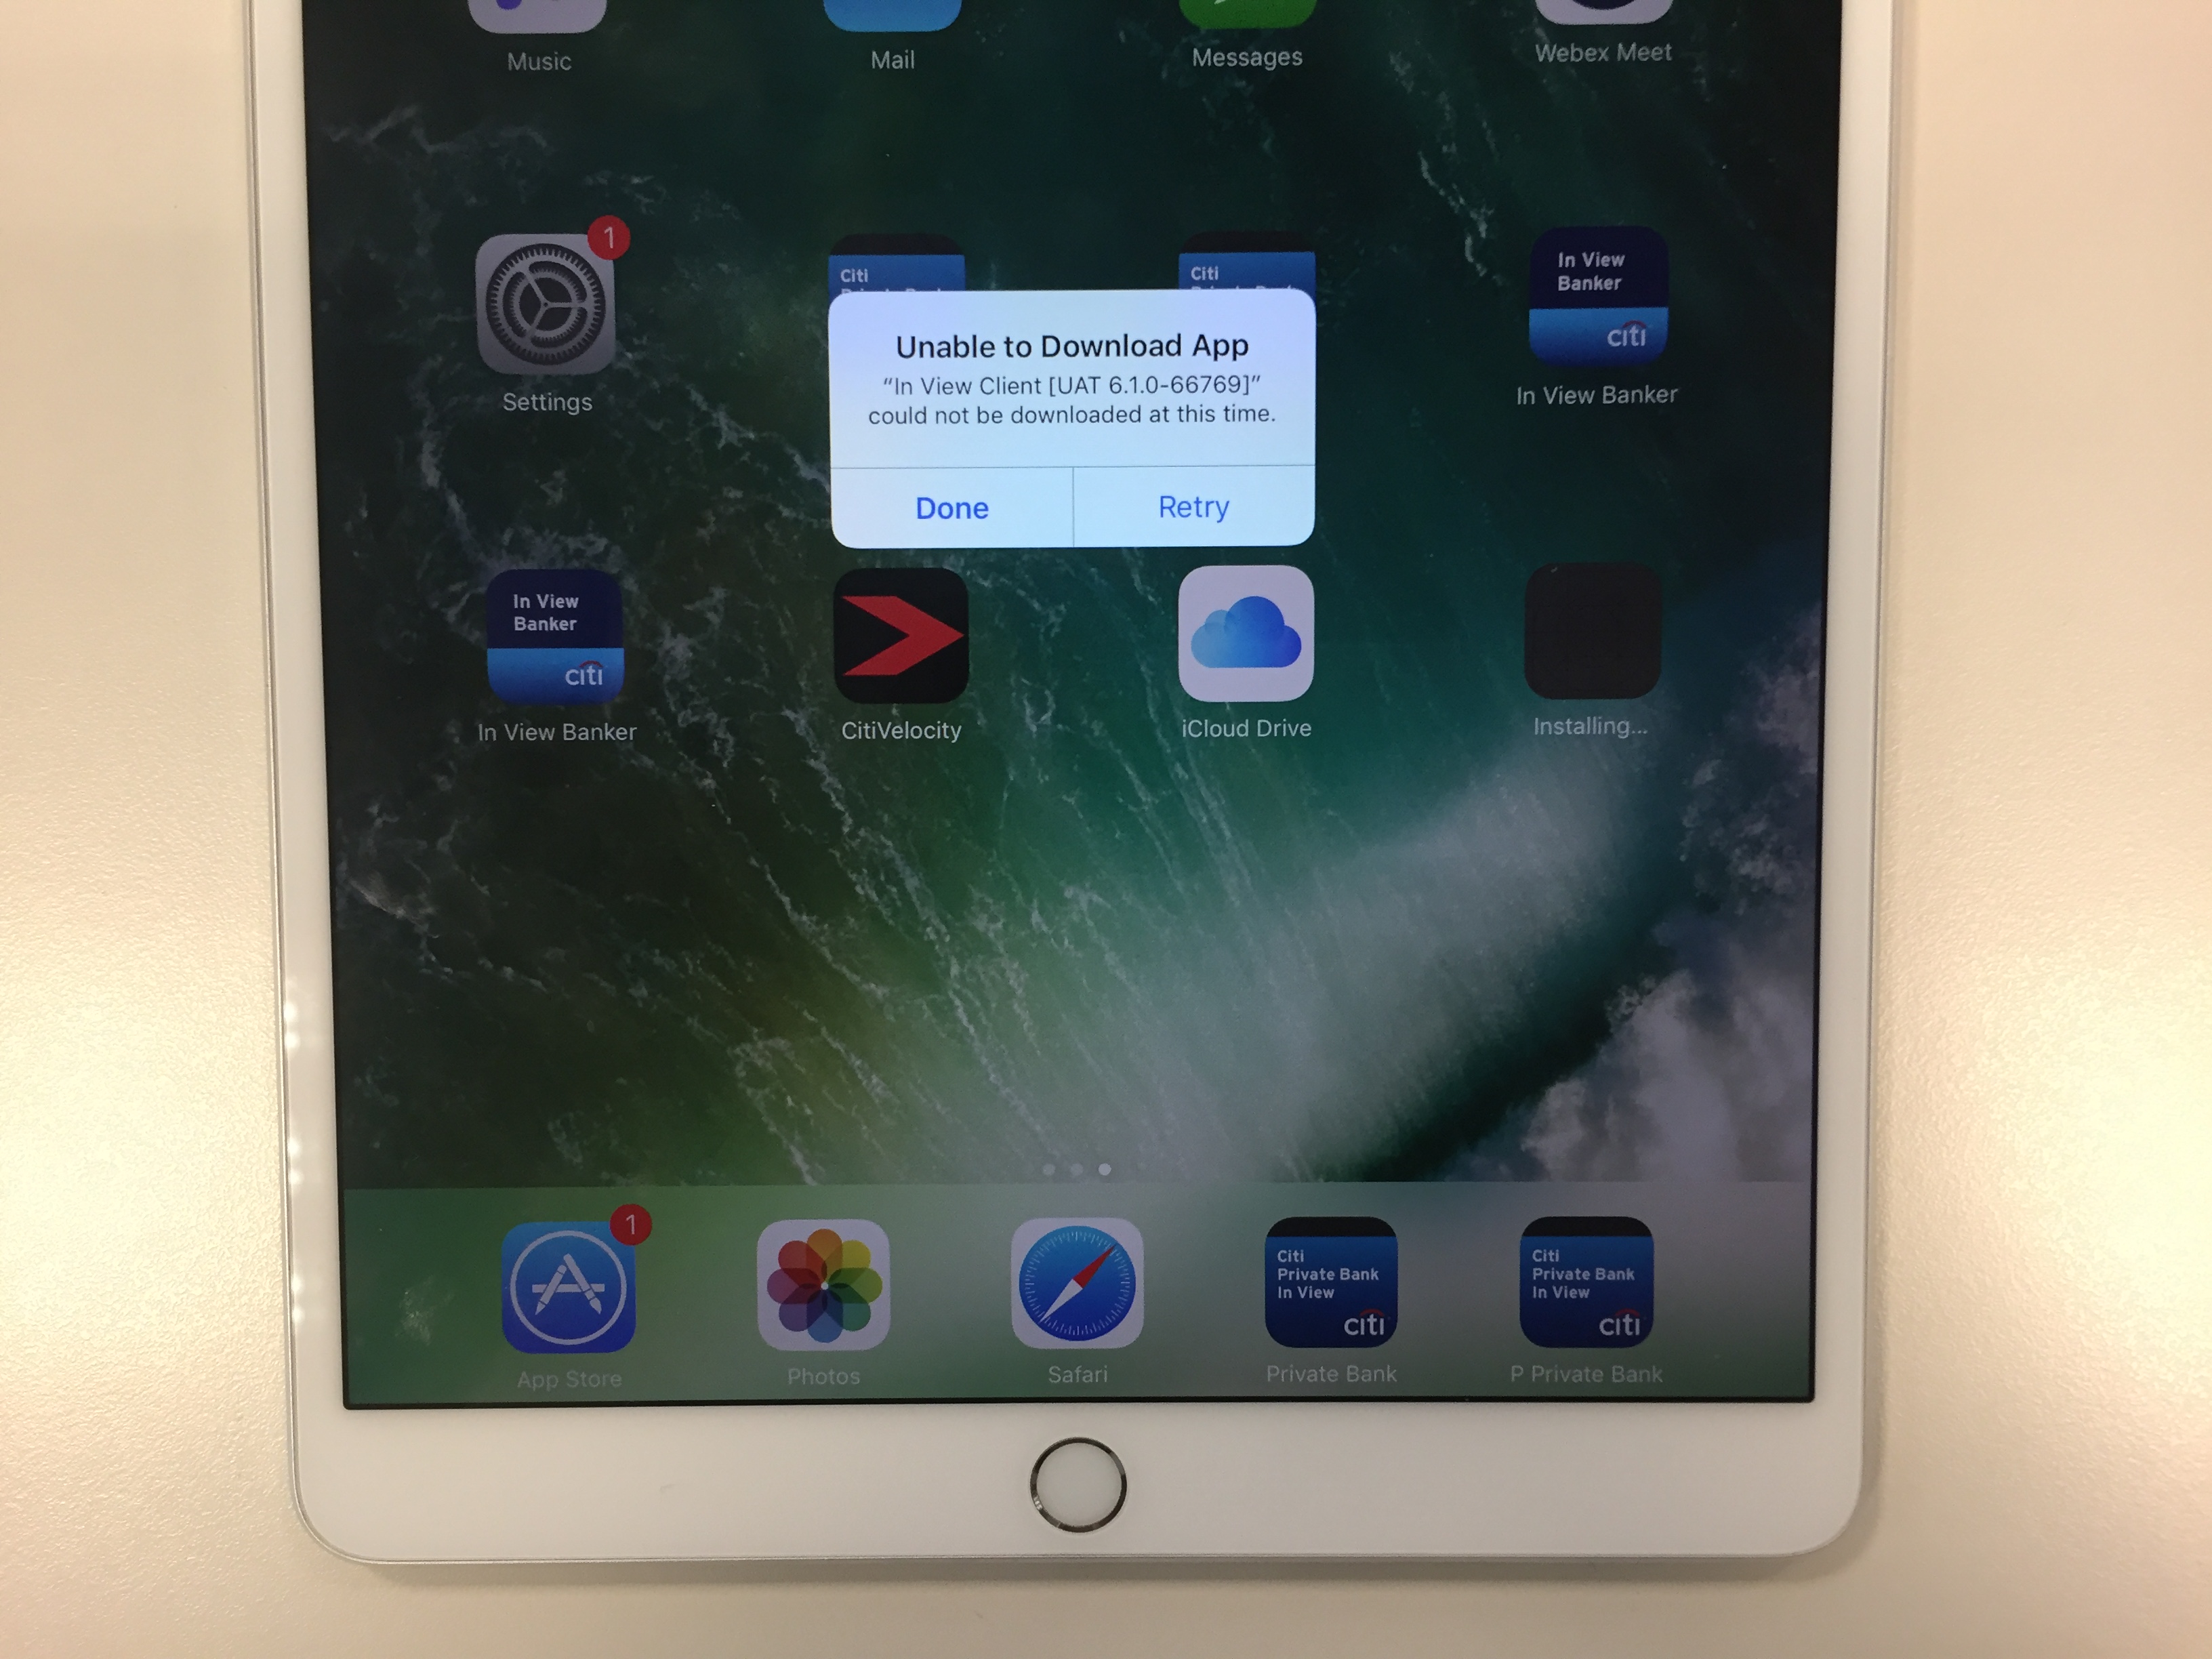 Music
Mail
Messages
Webex Meet
1
Settings
Citi
Citi
In View
Banker
citi
In View Banker
Unable to Download App
“In View Client [UAT 6.1.0-66769]”
could not be downloaded at this time.
Done
Retry
In View
Banker
citi
In View Banker
CitiVelocity
iCloud Drive
Installing...
1
App Store
Photos
Safari
Citi
Private Bank
In View
citi
Private Bank
Citi
Private Bank
In View
citi
P Private Bank